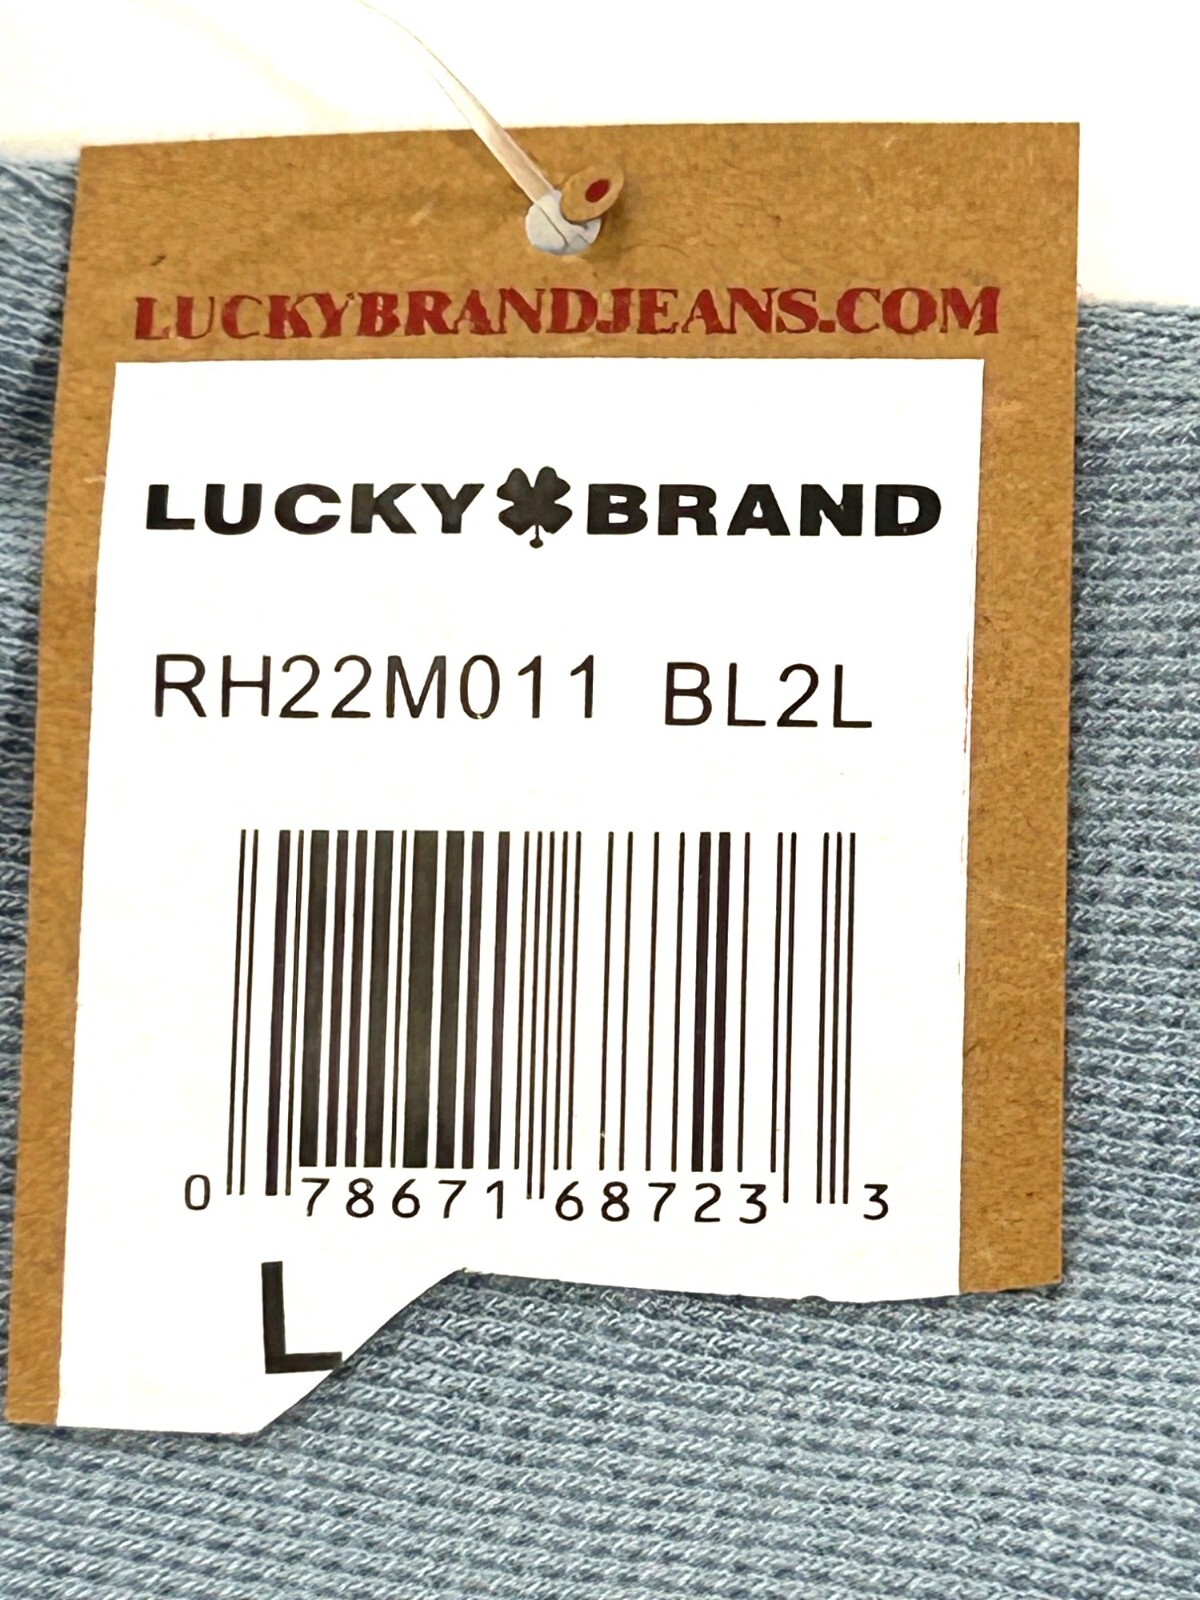 LUCKYBRANDJEANS.COM
LUCKY BRAND
RH22M011 BL2L
0 78671 68723 3
L